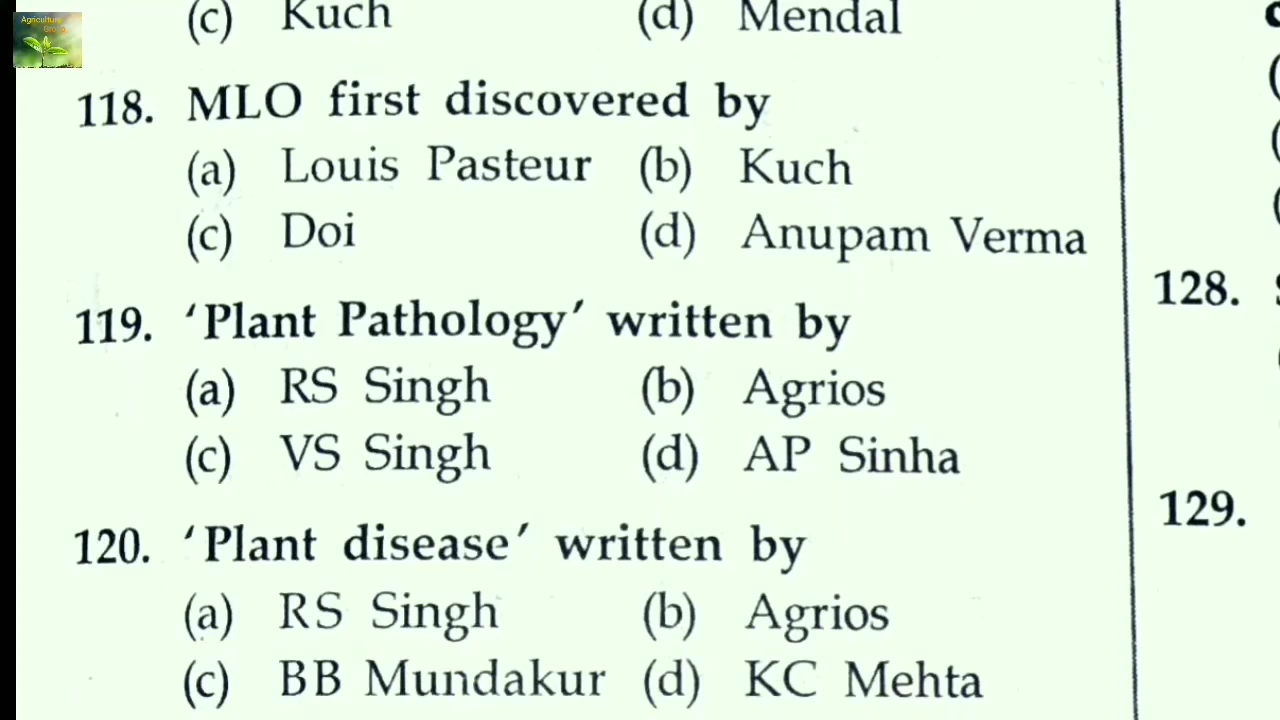 Agriculture
Group
(c) Kuch (d) Mendal
118. MLO first discovered by
(a) Louis Pasteur (b) Kuch
(c) Doi (d) Anupam Verma
119. ‘Plant Pathology’ written by
(a) RS Singh (b) Agrios
(c) VS Singh (d) AP Sinha
120. ‘Plant disease’ written by
(a) RS Singh (b) Agrios
(c) BB Mundakur (d) KC Mehta
128.
129.